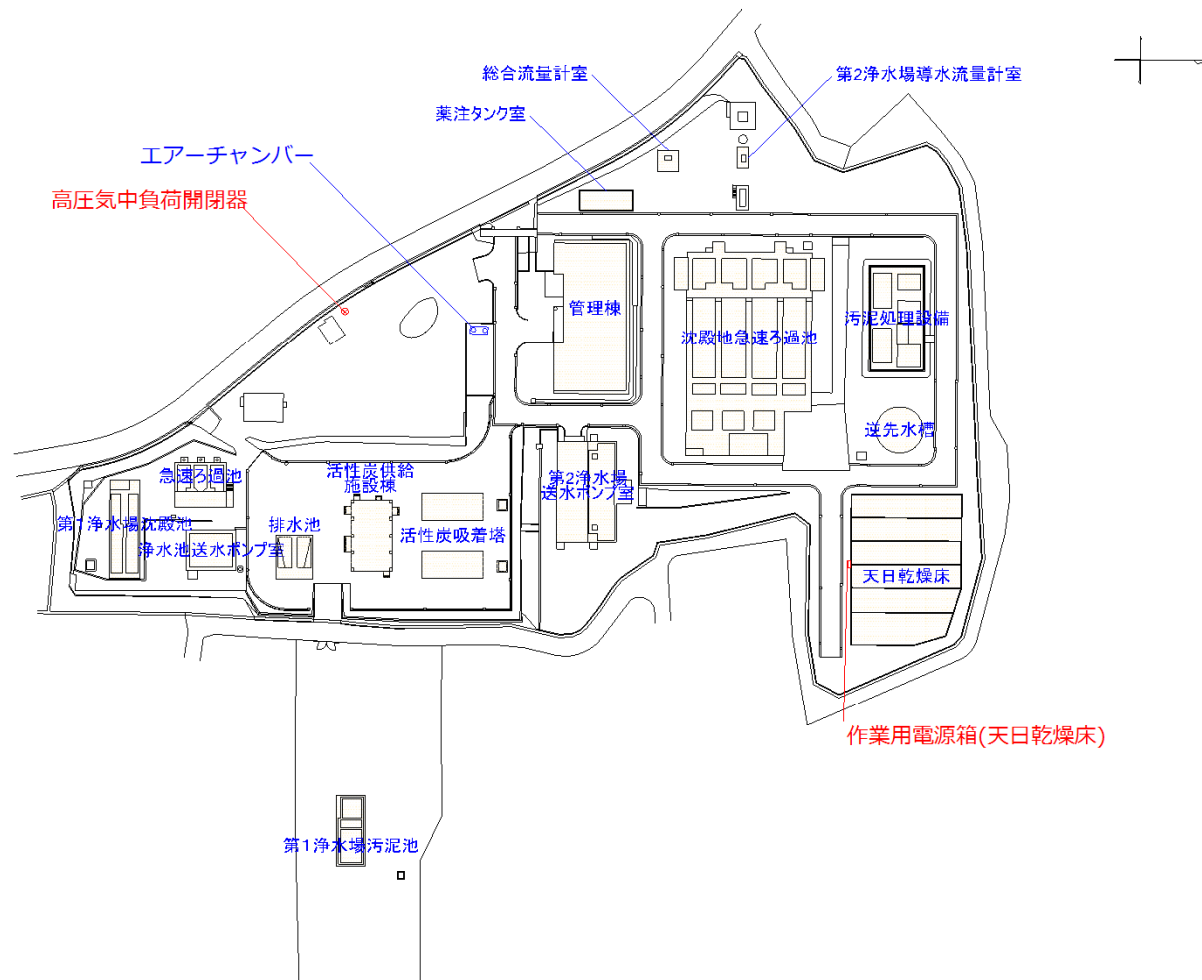 総合流量計室
第2浄水場導水流量計室
薬注タンク室
エアーチャンバー
高圧気中負荷開閉器
管理棟
汚泥処理設備
沈殿地急速ろ過池
逆先水槽
急速ろ過池
活性炭供給
施設棟
第2浄水場
送水ポンプ室
第1浄水場沈殿池
排水池
活性炭吸着塔
浄水池送水ポンプ室
天日乾燥床
作業用電源箱(天日乾燥床)
第1浄水場汚泥池